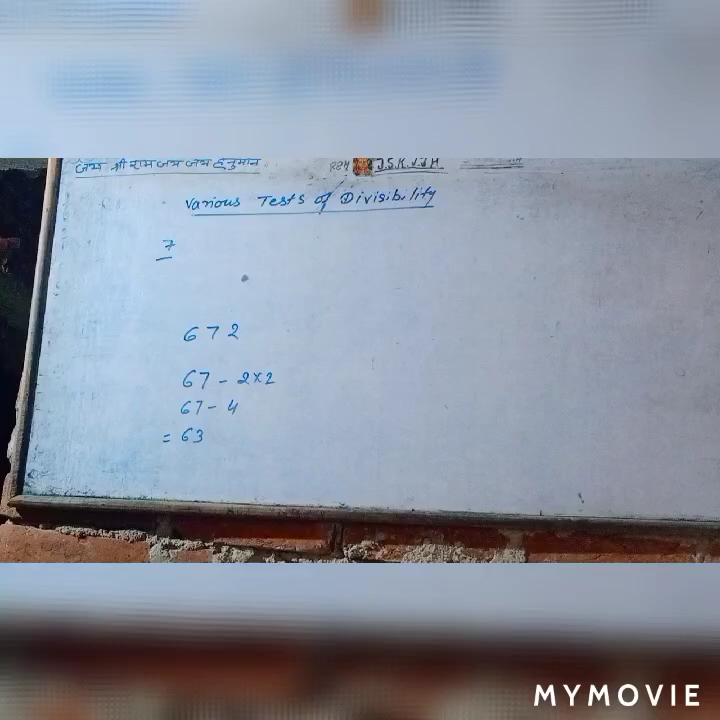 जय श्री राम जय जय हनुमान J.S.K.J.J.H.
Various Tests of Divisibility
7
672
67 - 2×2
67 - 4
= 63
MYMOVIE